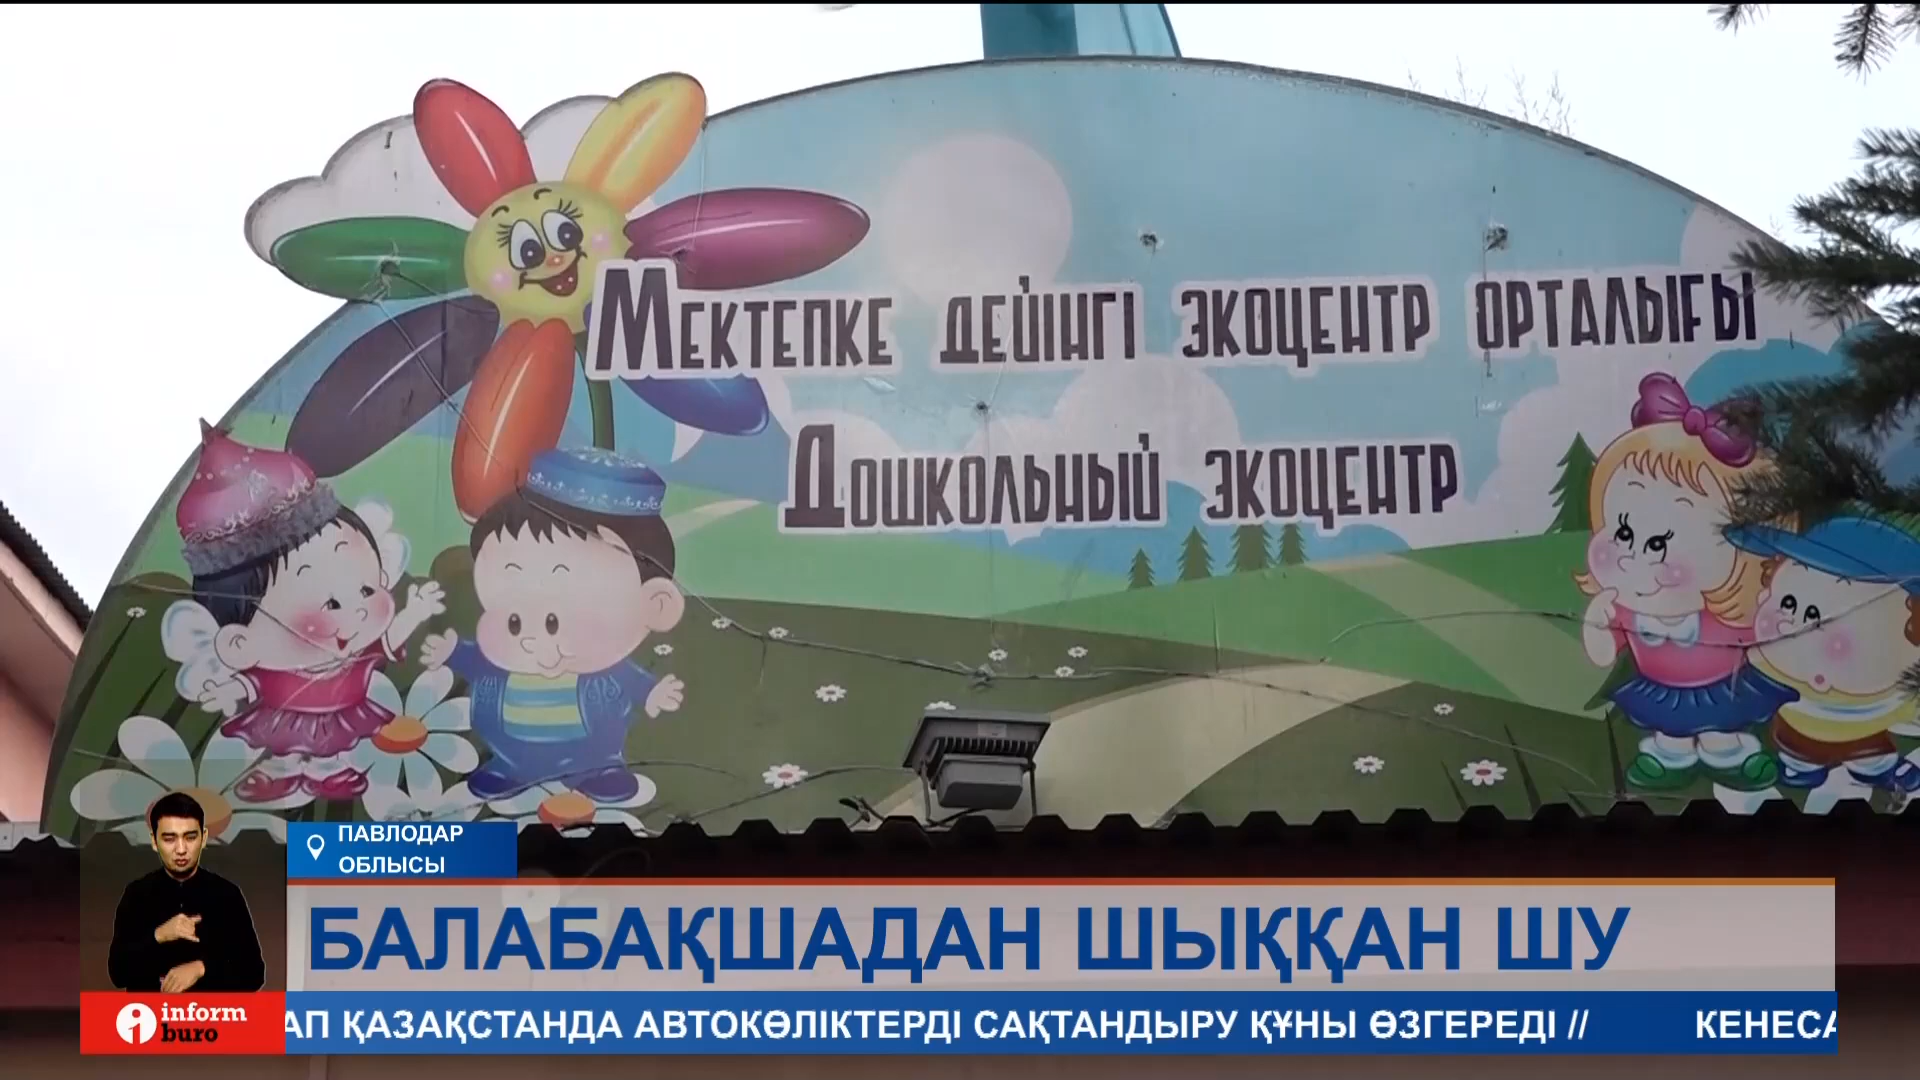 Мектепке дейінгі экоцентр орталығы
Дошкольный экоцентр
ПАВЛОДАР
ОБЛЫСЫ
БАЛАБАҚШАДАН ШЫҚҚАН ШУ
inform
buro
АП ҚАЗАҚСТАНДА АВТОКӨЛІКТЕРДІ САҚТАНДЫРУ ҚҰНЫ ӨЗГЕРЕДІ // КЕНЕСА